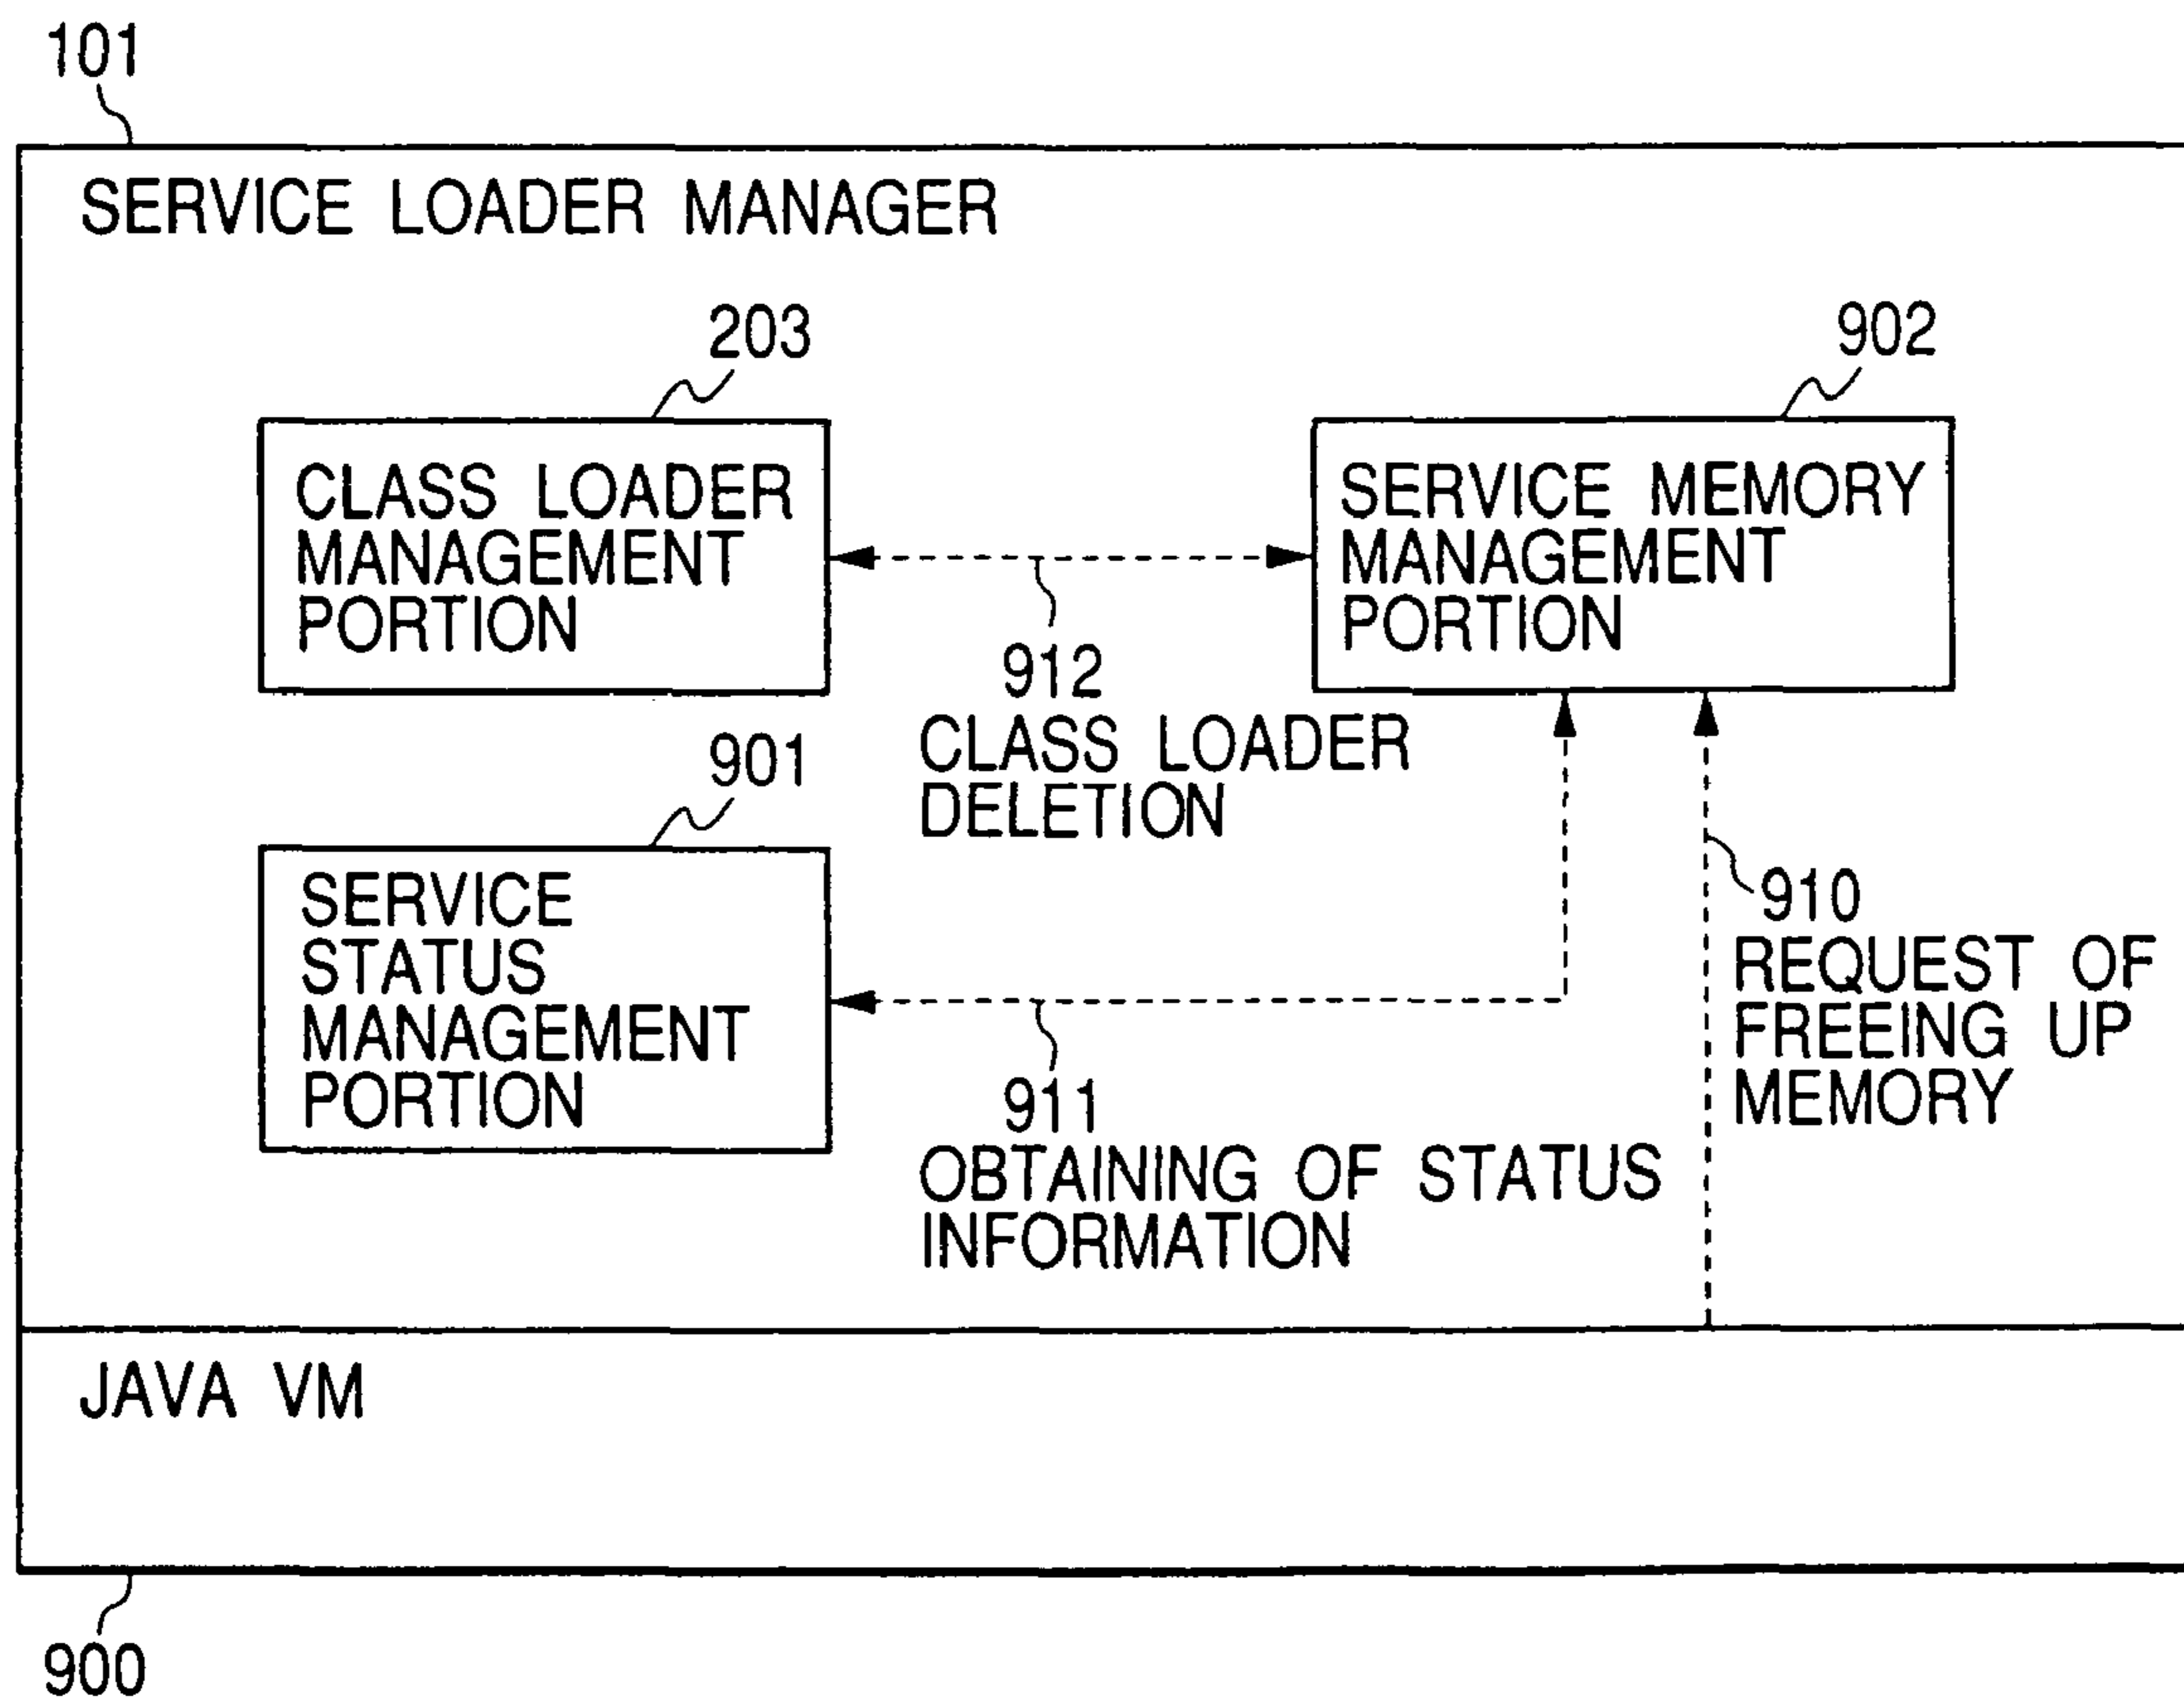 101
SERVICE LOADER MANAGER
203
902
CLASS LOADER
MANAGEMENT
PORTION
SERVICE MEMORY
MANAGEMENT
PORTION
912
CLASS LOADER
DELETION
901
SERVICE
STATUS
MANAGEMENT
PORTION
910
REQUEST OF
FREEING UP
MEMORY
911
OBTAINING OF STATUS
INFORMATION
JAVA VM
900